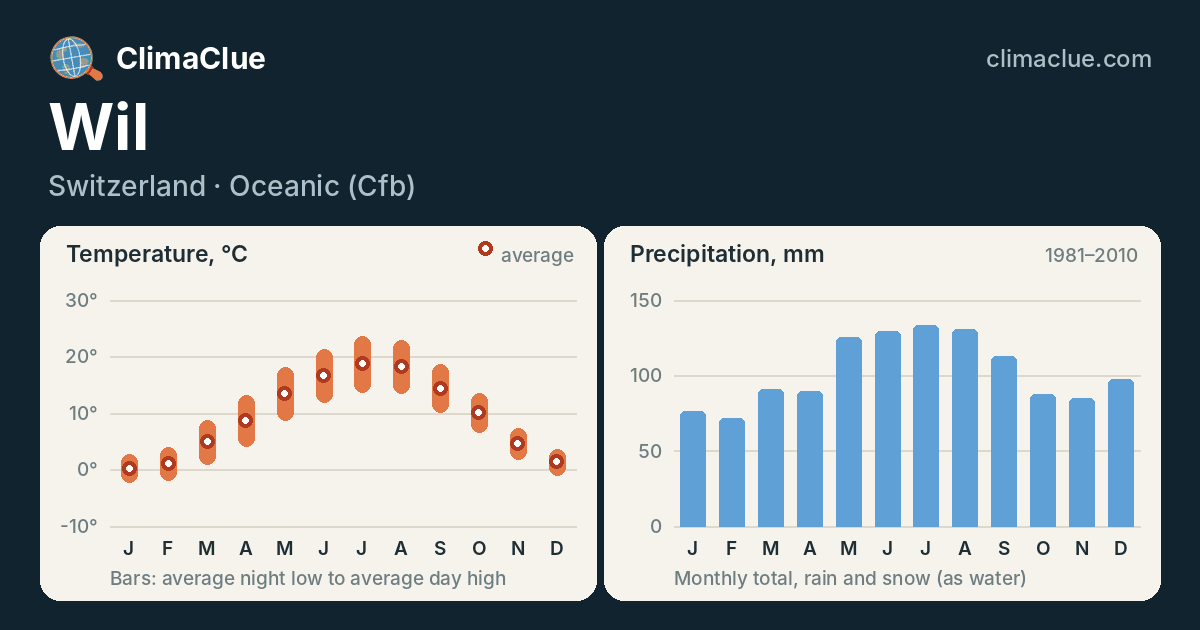 ClimaClue
climaclue.com
Wil
Switzerland · Oceanic (Cfb)
Temperature, °C
average
30°
20°
10°
0°
-10°
J F M A M J J A S O N D
Bars: average night low to average day high
Precipitation, mm
1981–2010
150
100
50
0
J F M A M J J A S O N D
Monthly total, rain and snow (as water)